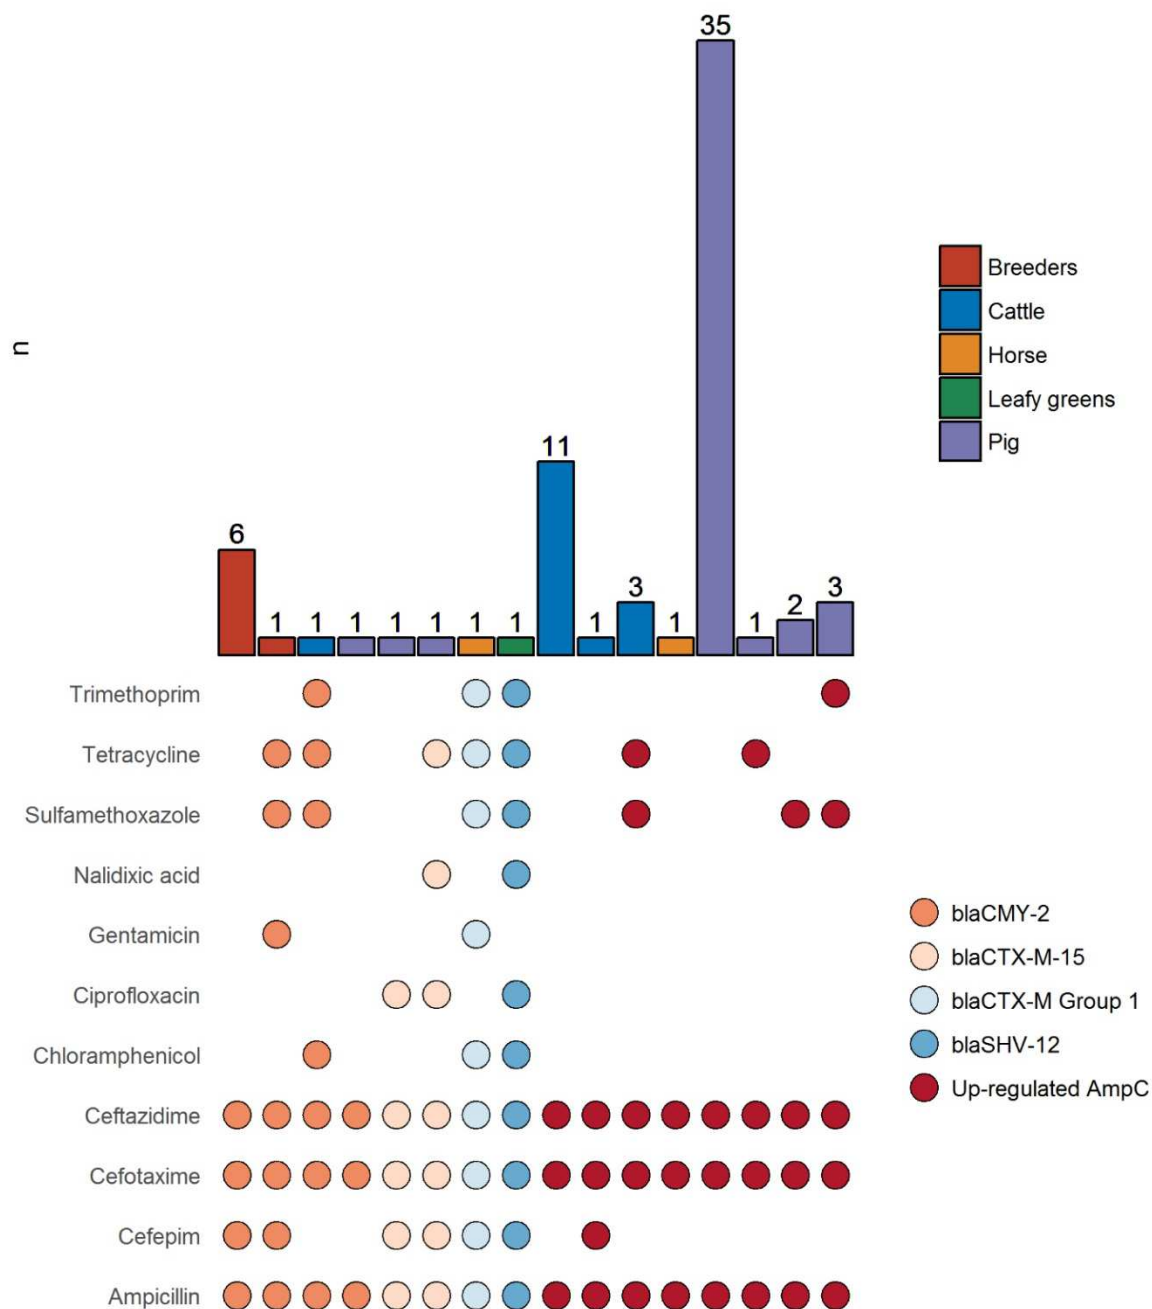 35
n
Breeders
Cattle
Horse
Leafy greens
Pig
11
6
3
3
2
1
1
1
1
1
1
1
1
1
1
Trimethoprim
Tetracycline
Sulfamethoxazole
Nalidixic acid
Gentamicin
Ciprofloxacin
Chloramphenicol
Ceftazidime
Cefotaxime
Cefepim
Ampicillin
blaCMY-2
blaCTX-M-15
blaCTX-M Group 1
blaSHV-12
Up-regulated AmpC